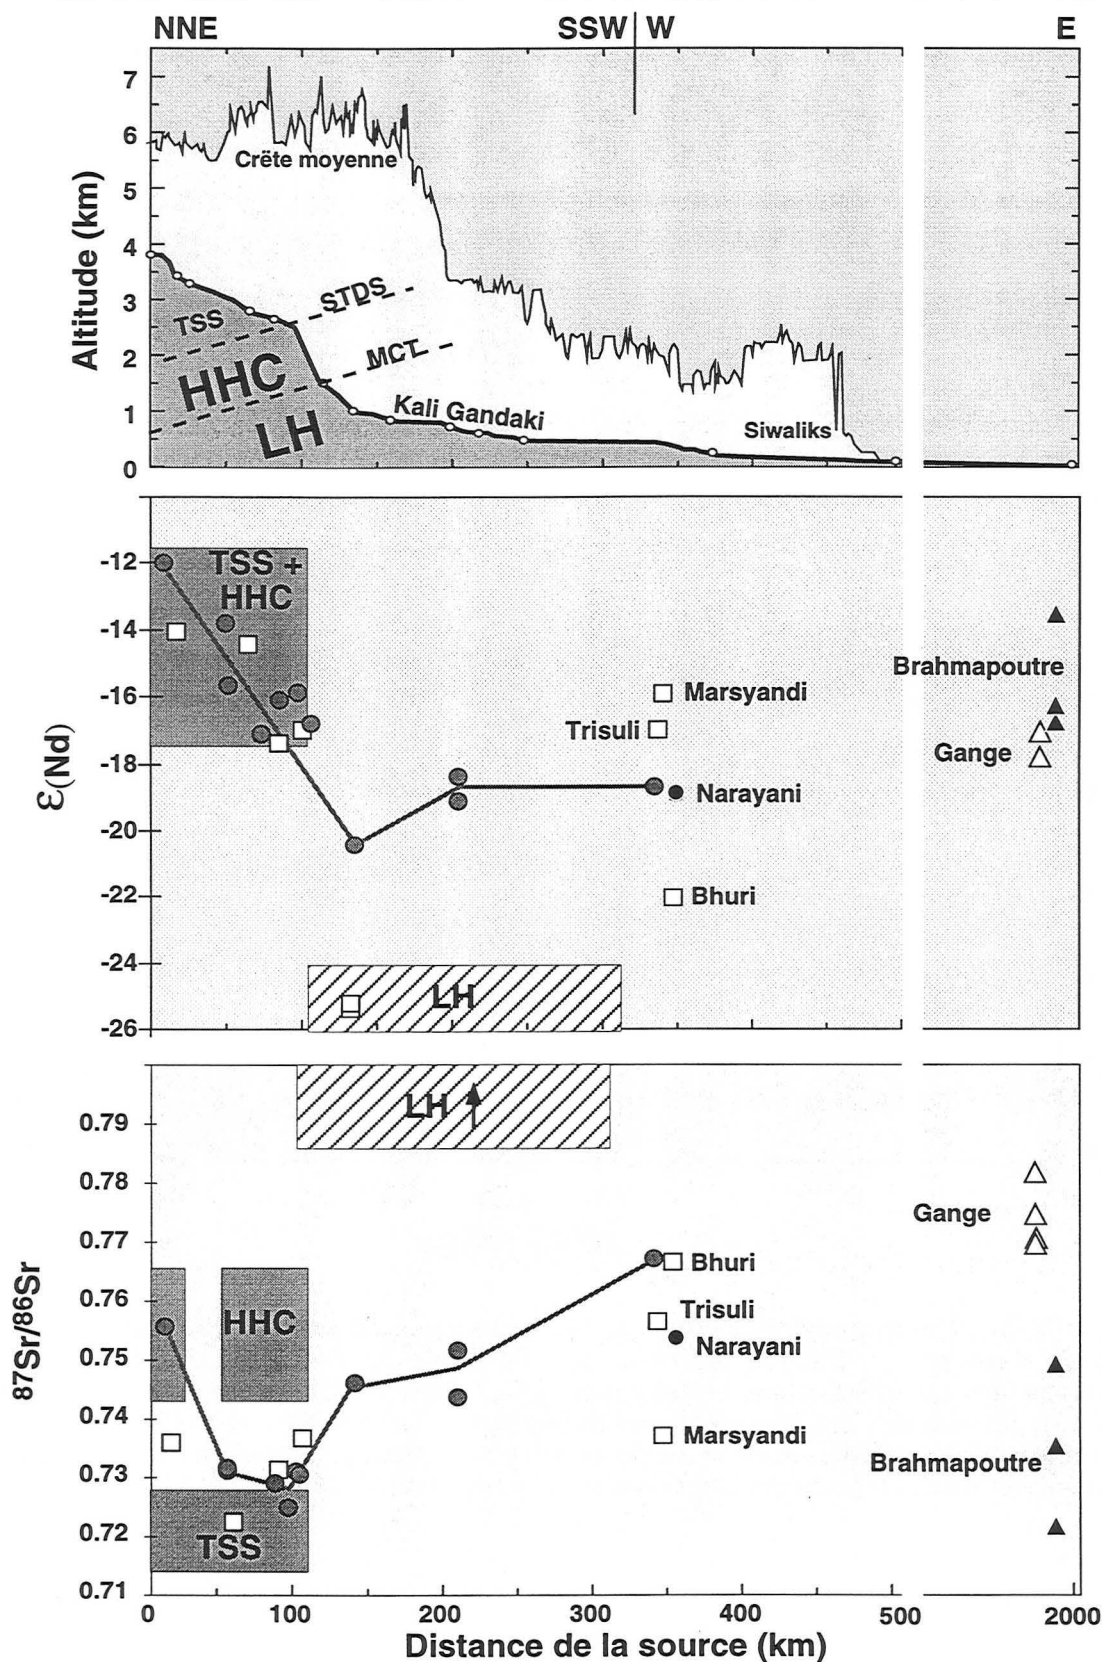 NNE SSW W E
7
6
5
4
3
2
1
0
Altitude (km)
Crëte moyenne
STDS
TSS
MCT
HHC
LH
Kali Gandaki
Siwaliks
-12
-14
-16
-18
-20
-22
-24
-26
ε(Nd)
TSS +
HHC
Marsyandi
Trisuli
Narayani
Bhuri
LH
Brahmapoutre
Gange
0.79
0.78
0.77
0.76
0.75
0.74
0.73
0.72
0.71
87Sr/86Sr
LH
HHC
TSS
Gange
Bhuri
Trisuli
Narayani
Marsyandi
Brahmapoutre
0 100 200 300 400 500 2000
Distance de la source (km)